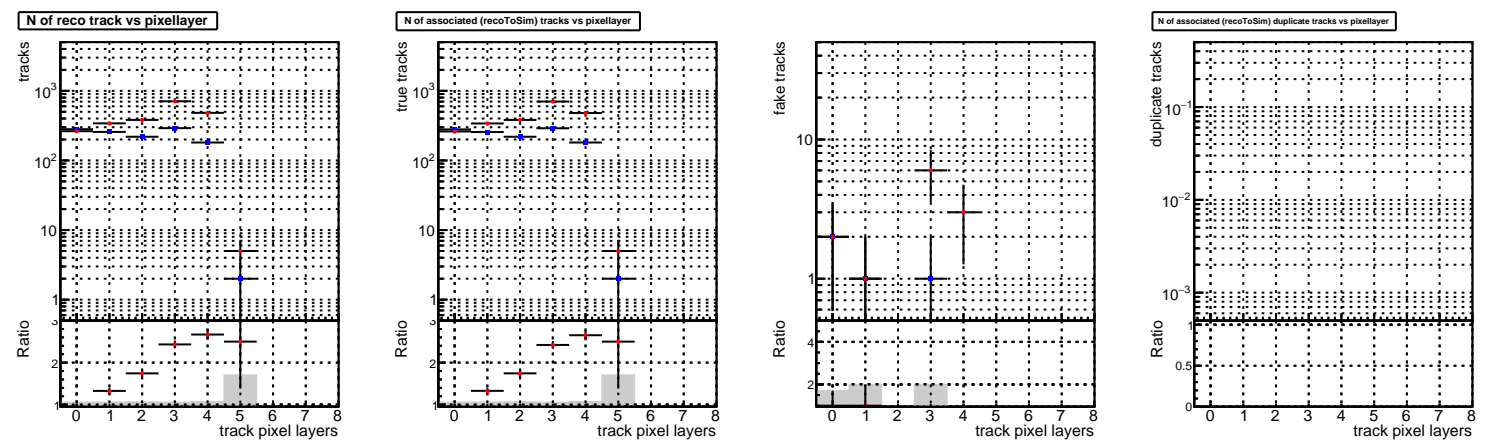 N of reco track vs pixellayer
tracks
10³
10²
10
1
Ratio
3
2
1
0 1 2 3 4 5 6 7 8
track pixel layers
N of associated (recoToSim) tracks vs pixellayer
true tracks
10³
10²
10
1
Ratio
3
2
1
0 1 2 3 4 5 6 7 8
track pixel layers
fake tracks
10
1
Ratio
4
2
0 1 2 3 4 5 6 7 8
track pixel layers
N of associated (recoToSim) duplicate tracks vs pixellayer
duplicate tracks
10⁻¹
10⁻²
10⁻³
Ratio
1
0.5
0
0 1 2 3 4 5 6 7 8
track pixel layers